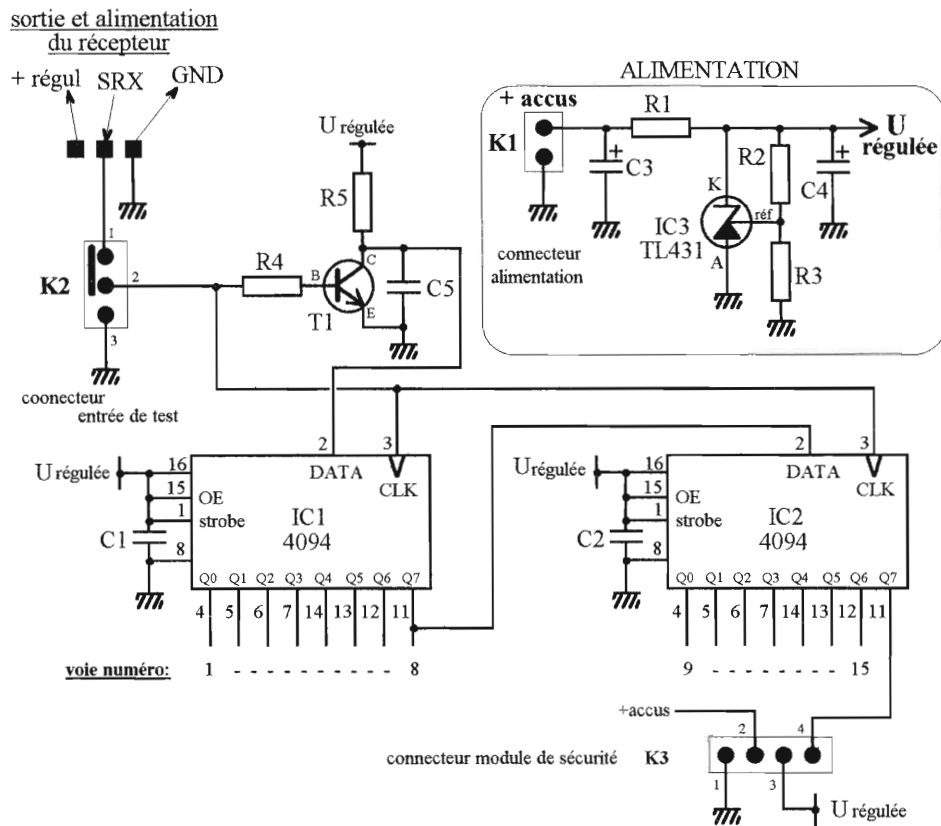 sortie et alimentation
du récepteur
+ régul SRX GND
ALIMENTATION
+ accus
K1
R1
C3 +
K
IC3
TL431
A
réf
R2
R3
C4 +
U
régulée
connecteur
alimentation
U régulée
R5
R4
B
C
E
T1
C5
K2
1
2
3
coonecteur
entrée de test
U régulée
C1
16
15
1
8
OE
strobe
2
DATA
3
CLK
IC1
4094
Q0 Q1 Q2 Q3 Q4 Q5 Q6 Q7
4 5 6 7 14 13 12 11
U régulée
C2
16
15
1
8
OE
strobe
2
DATA
3
CLK
IC2
4094
Q0 Q1 Q2 Q3 Q4 Q5 Q6 Q7
4 5 6 7 14 13 12 11
voie numéro: 1 - - - - - - - - - 8 9 - - - - - - - - 15
+accus
connecteur module de sécurité K3
1
2
3
4
U régulée